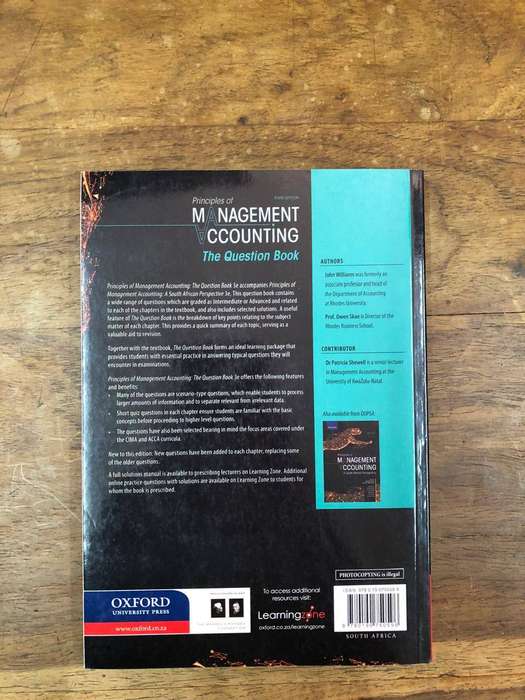 Principles of
MANAGEMENT
ACCOUNTING
The Question Book
Principles of Management Accounting: The Question Book 3e accompanies Principles of
Management Accounting: A South African Perspective 3e. This question book contains
a wide range of questions which are graded as Intermediate or Advanced and related
to each of the chapters in the textbook, and also includes selected solutions. A useful
feature of The Question Book is the breakdown of key points relating to the subject
matter of each chapter. This provides a quick summary of each topic, serving as a
valuable aid to revision.
Together with the textbook, The Question Book forms an ideal learning package that
provides students with essential practice in answering typical questions they will
encounter in examinations.
Principles of Management Accounting: The Question Book 3e offers the following features
and benefits:
• Many of the questions are scenario-type questions, which enable students to process
larger amounts of information and to separate relevant from irrelevant data.
• Short quiz questions in each chapter ensure students are familiar with the basic
concepts before proceeding to higher level questions.
• The questions have also been selected bearing in mind the focus areas covered under
the CIMA and ACCA curricula.
New to this edition: New questions have been added to each chapter, replacing some
of the older questions.
A full solutions manual is available to prescribing lecturers on Learning Zone. Additional
online practice questions with solutions are available on Learning Zone to students for
whom the book is prescribed.
AUTHORS
John Williams was formerly an
associate professor and head of
the Department of Accounting
at Rhodes University.
Prof. Owen Skae is Director of the
Rhodes Business School.
CONTRIBUTOR
Dr Patricia Shewell is a senior lecturer
in Management Accounting at the
University of KwaZulu-Natal.
Also available from OUPSA:
Principles of
MANAGEMENT
ACCOUNTING
PHOTOCOPYING is illegal
OXFORD
UNIVERSITY PRESS
www.oxford.co.za
To access additional
resources visit:
Learningzone
oxford.co.za/learningzone
SOUTH AFRICA